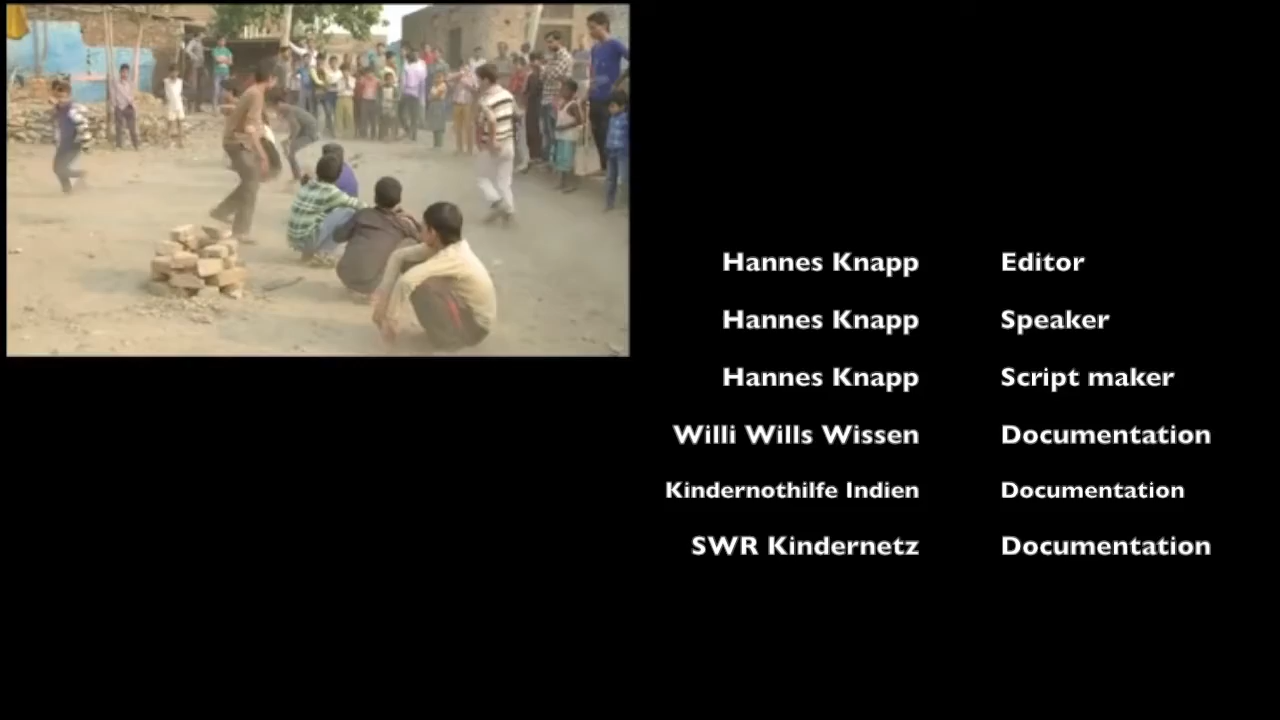 Hannes Knapp Editor
Hannes Knapp Speaker
Hannes Knapp Script maker
Willi Wills Wissen Documentation
Kindernothilfe Indien Documentation
SWR Kindernetz Documentation